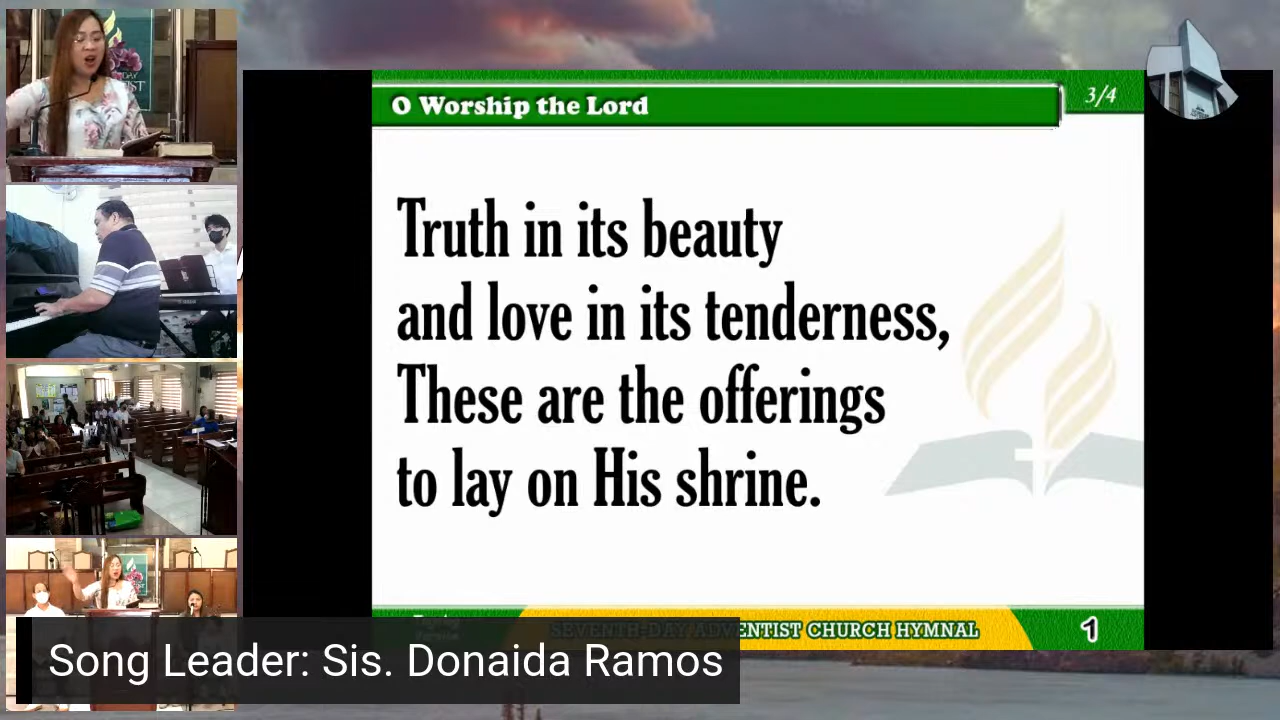 O Worship the Lord
3/4
Truth in its beauty
and love in its tenderness,
These are the offerings
to lay on His shrine.
SEVENTH-DAY ADVENTIST CHURCH HYMNAL
1
Song Leader: Sis. Donaida Ramos